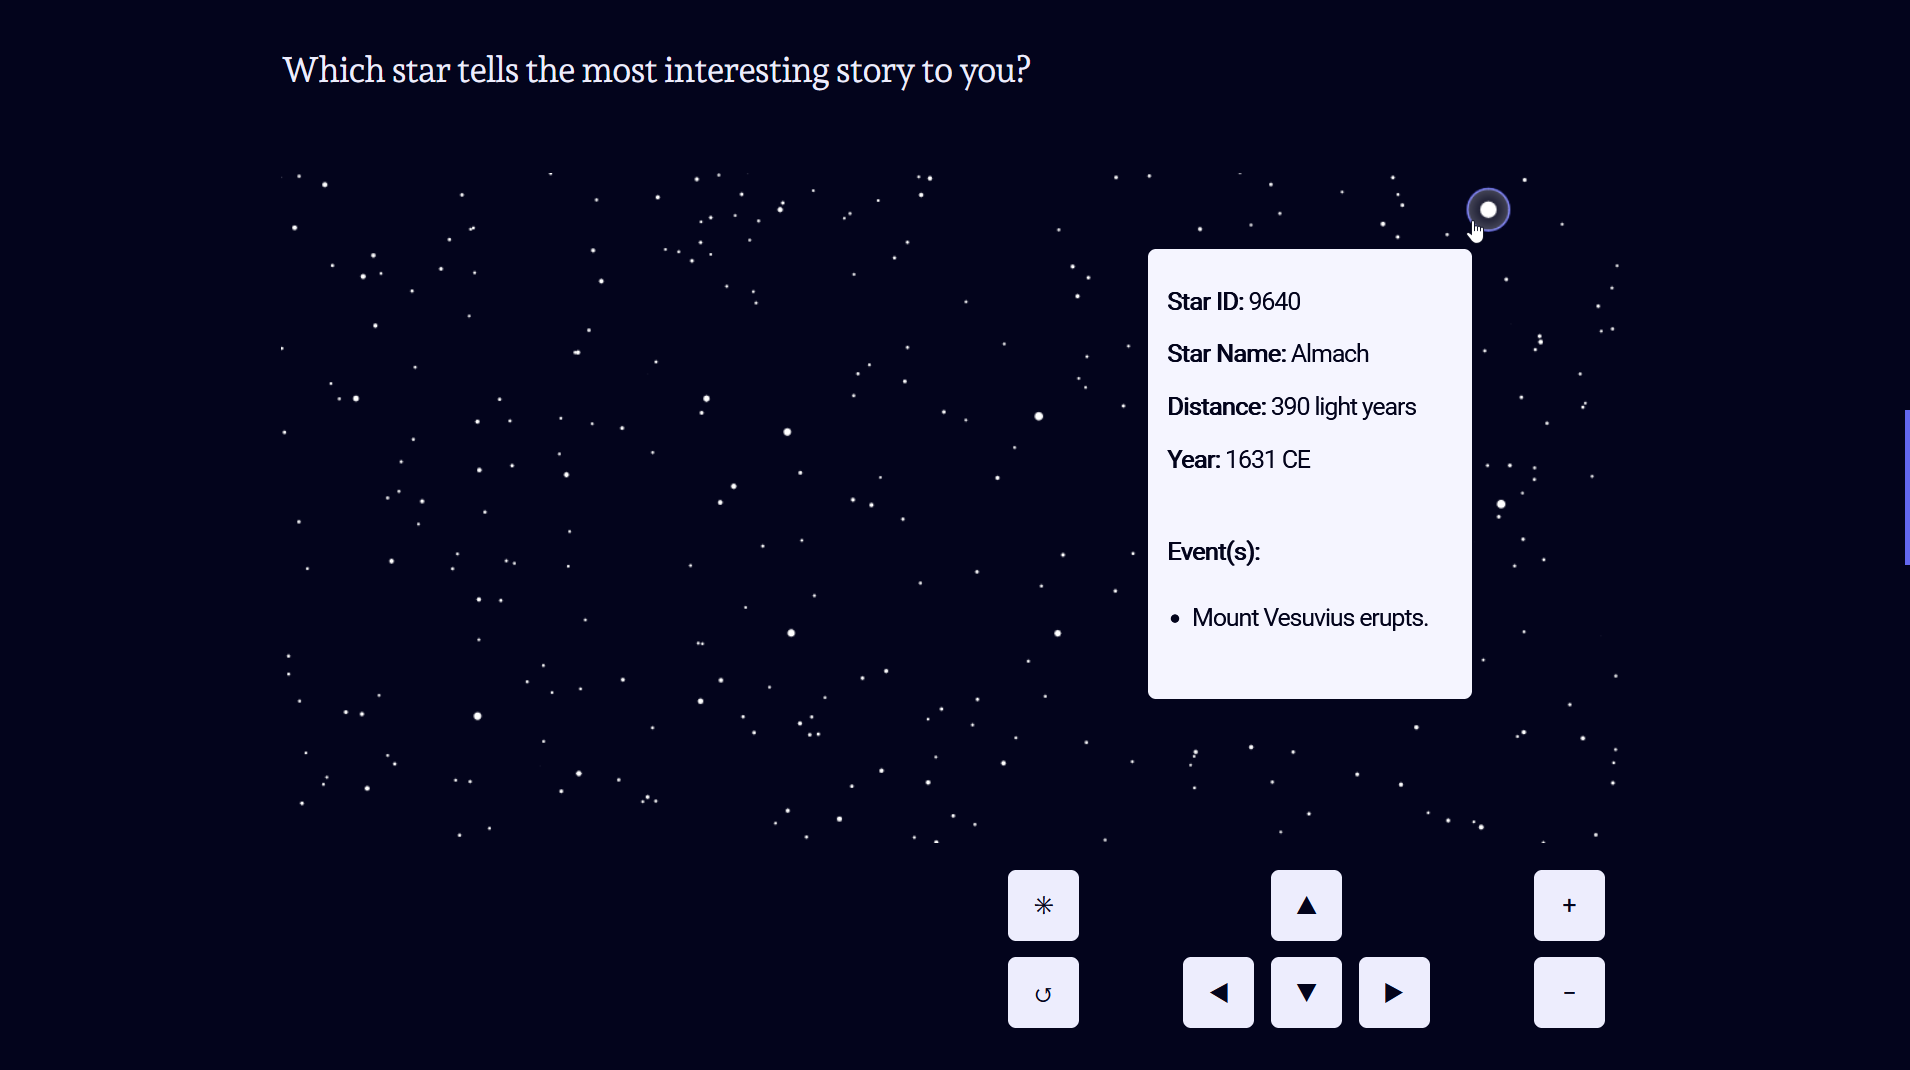 Which star tells the most interesting story to you?
Star ID: 9640
Star Name: Almach
Distance: 390 light years
Year: 1631 CE
Event(s):
• Mount Vesuvius erupts.
✳ ▲ +
↺ ◀ ▼ ▶ −